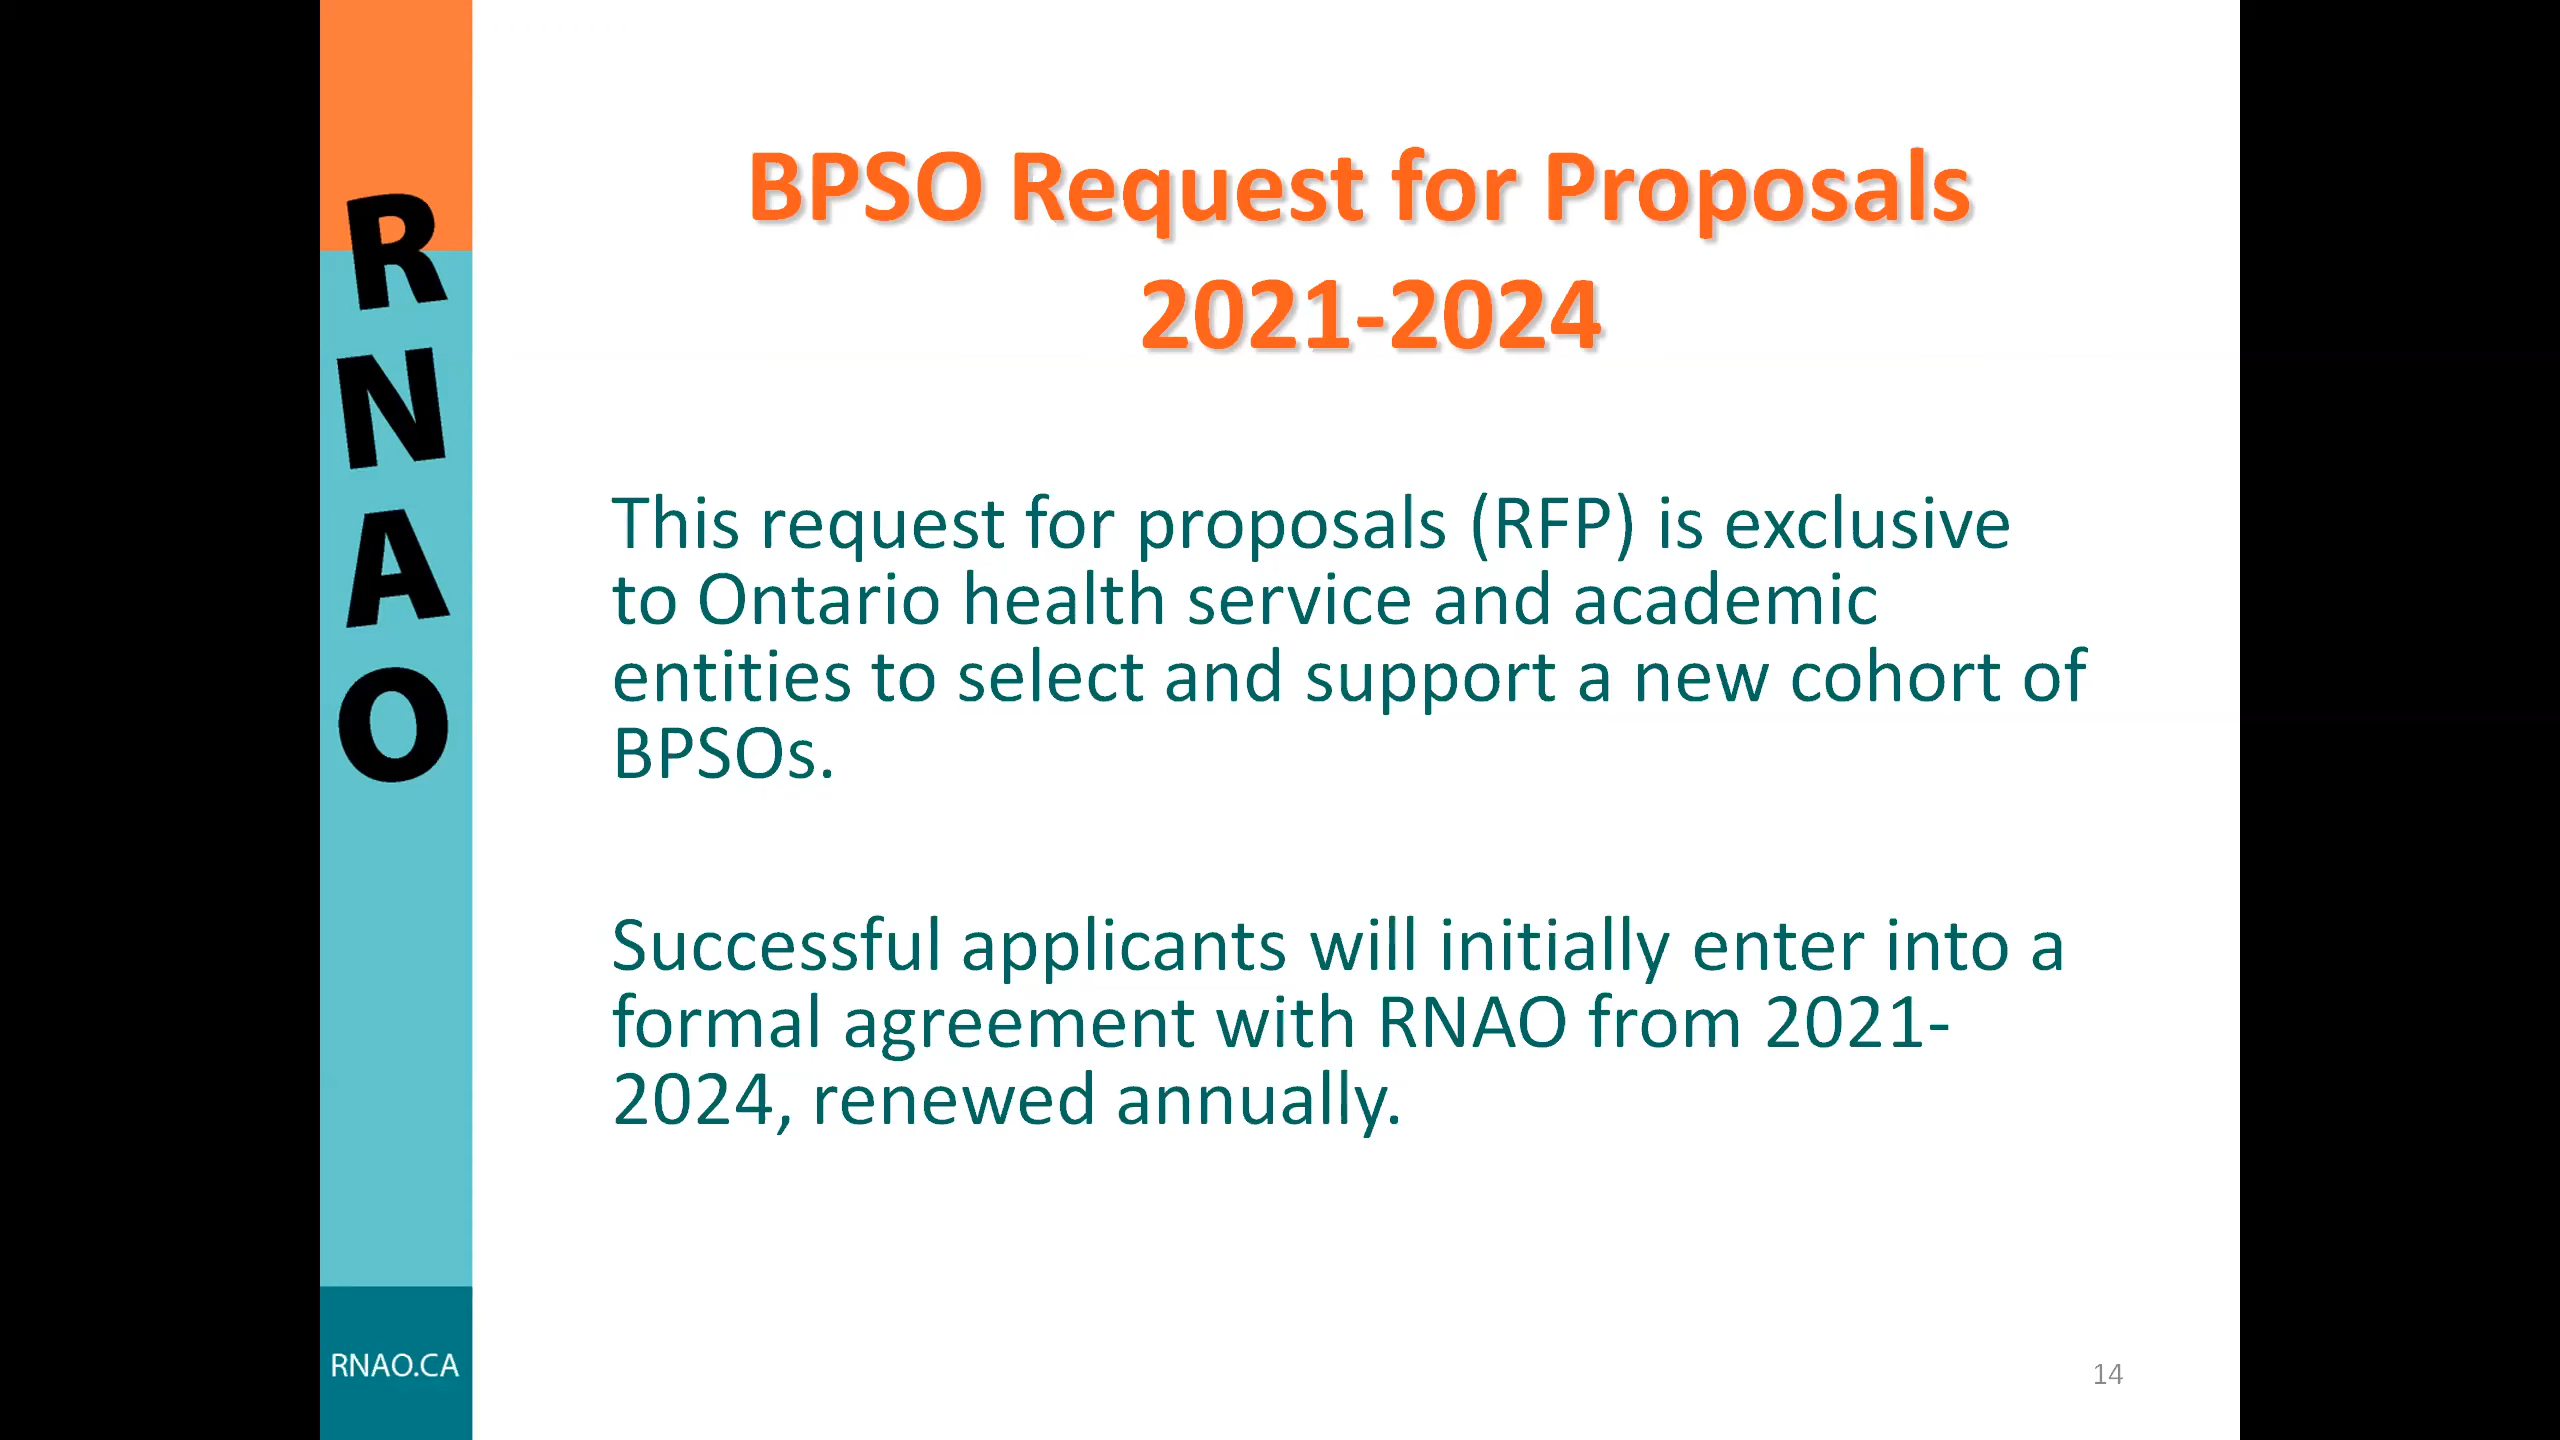 RNAO
BPSO Request for Proposals
2021-2024
This request for proposals (RFP) is exclusive
to Ontario health service and academic
entities to select and support a new cohort of
BPSOs.
Successful applicants will initially enter into a
formal agreement with RNAO from 2021-
2024, renewed annually.
RNAO.CA
14